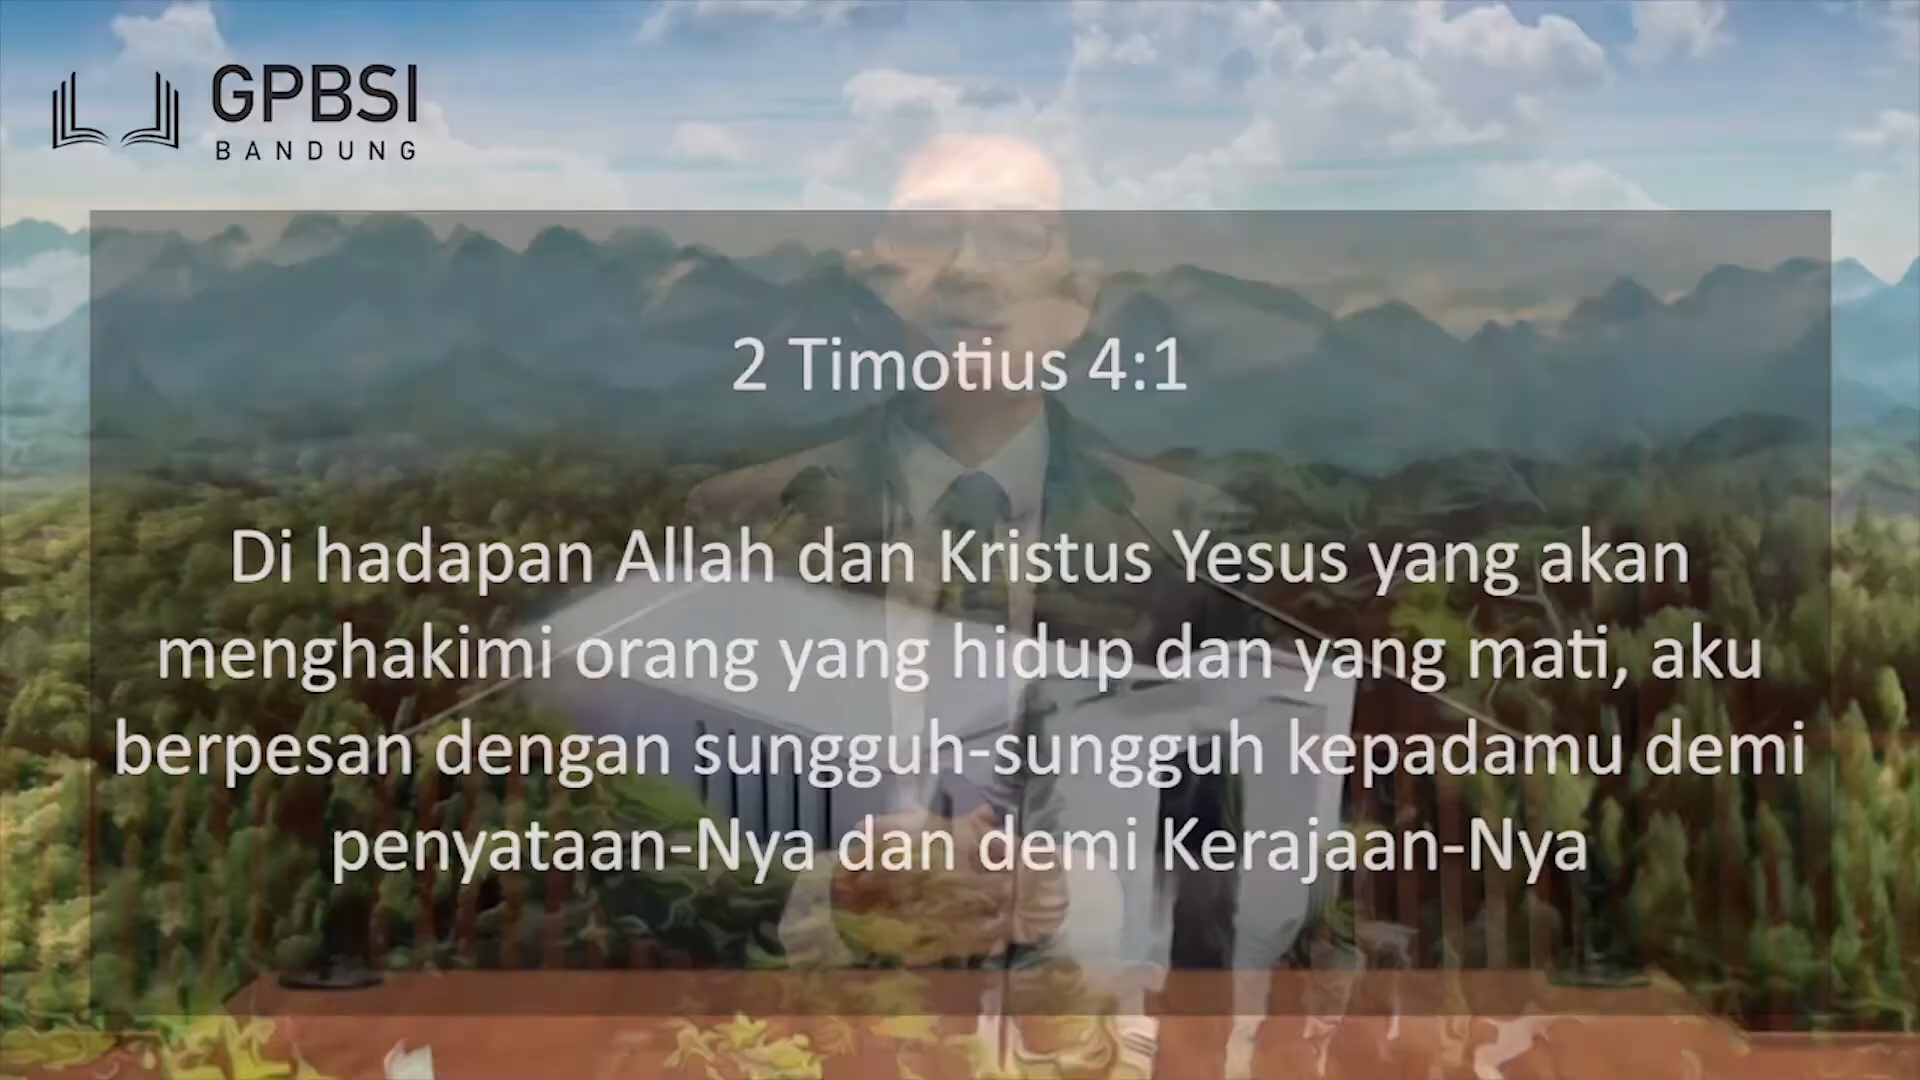 GPBSI
BANDUNG
2 Timotius 4:1
Di hadapan Allah dan Kristus Yesus yang akan
menghakimi orang yang hidup dan yang mati, aku
berpesan dengan sungguh-sungguh kepadamu demi
penyataan-Nya dan demi Kerajaan-Nya